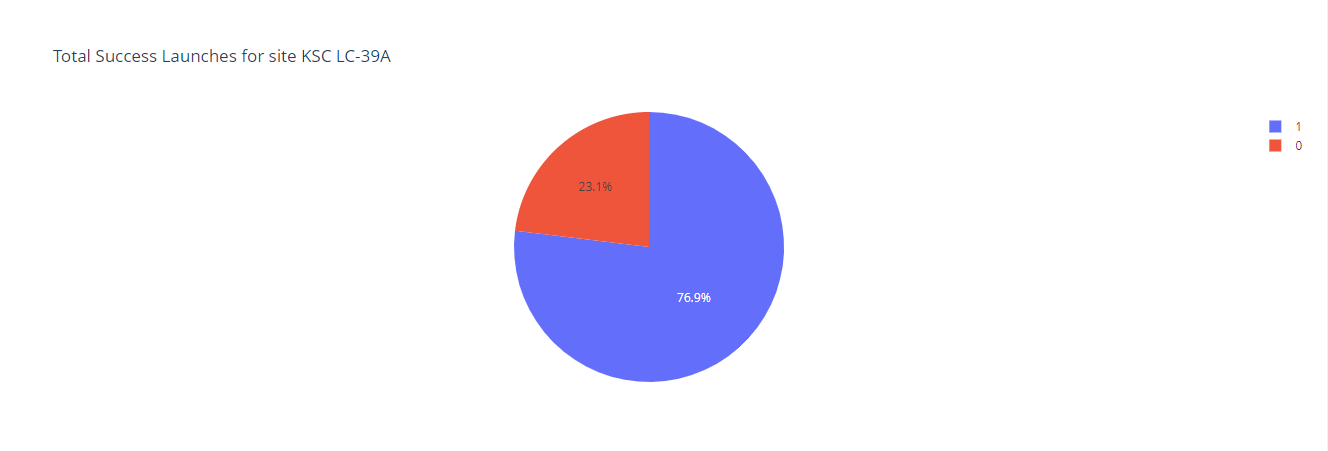 Total Success Launches for site KSC LC-39A
1
0
23.1%
76.9%